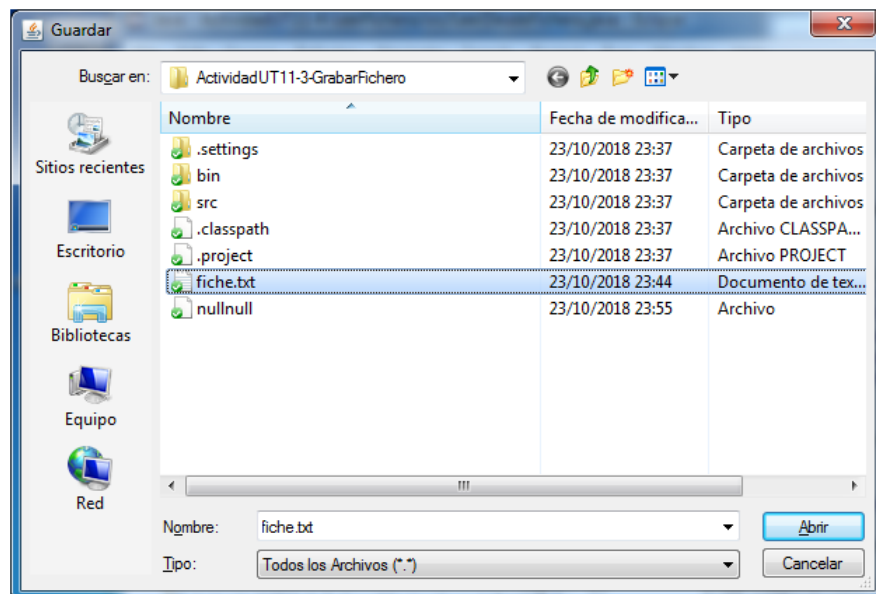 Guardar
Buscar en: ActividadUT11-3-GrabarFichero
Sitios recientes
Escritorio
Bibliotecas
Equipo
Red
Nombre Fecha de modifica... Tipo
.settings 23/10/2018 23:37 Carpeta de archivos
bin 23/10/2018 23:37 Carpeta de archivos
src 23/10/2018 23:37 Carpeta de archivos
.classpath 23/10/2018 23:37 Archivo CLASSPA...
.project 23/10/2018 23:37 Archivo PROJECT
fiche.txt 23/10/2018 23:44 Documento de tex...
nullnull 23/10/2018 23:55 Archivo
Nombre: fiche.txt Abrir
Tipo: Todos los Archivos (*.*) Cancelar